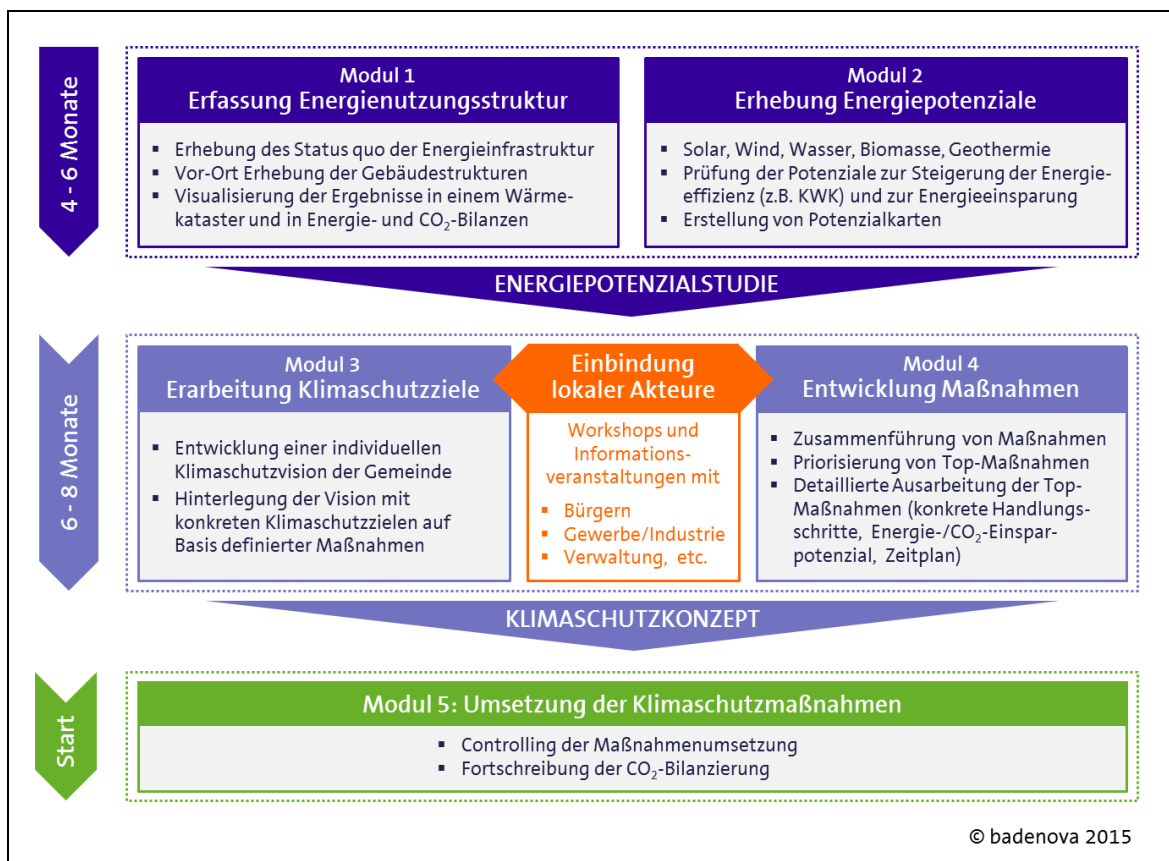 4 - 6 Monate
Modul 1
Erfassung Energienutzungsstruktur
▪ Erhebung des Status quo der Energieinfrastruktur
▪ Vor-Ort Erhebung der Gebäudestrukturen
▪ Visualisierung der Ergebnisse in einem Wärme-
kataster und in Energie- und CO₂-Bilanzen
Modul 2
Erhebung Energiepotenziale
▪ Solar, Wind, Wasser, Biomasse, Geothermie
▪ Prüfung der Potenziale zur Steigerung der Energie-
effizienz (z.B. KWK) und zur Energieeinsparung
▪ Erstellung von Potenzialkarten
ENERGIEPOTENZIALSTUDIE
6 - 8 Monate
Modul 3
Erarbeitung Klimaschutzziele
▪ Entwicklung einer individuellen
Klimaschutzvision der Gemeinde
▪ Hinterlegung der Vision mit
konkreten Klimaschutzzielen auf
Basis definierter Maßnahmen
Einbindung
lokaler Akteure
Workshops und
Informations-
veranstaltungen mit
▪ Bürgern
▪ Gewerbe/Industrie
▪ Verwaltung, etc.
Modul 4
Entwicklung Maßnahmen
▪ Zusammenführung von Maßnahmen
▪ Priorisierung von Top-Maßnahmen
▪ Detaillierte Ausarbeitung der Top-
Maßnahmen (konkrete Handlungs-
schritte, Energie-/CO₂-Einspar-
potenzial, Zeitplan)
KLIMASCHUTZKONZEPT
Start
Modul 5: Umsetzung der Klimaschutzmaßnahmen
▪ Controlling der Maßnahmenumsetzung
▪ Fortschreibung der CO₂-Bilanzierung
© badenova 2015